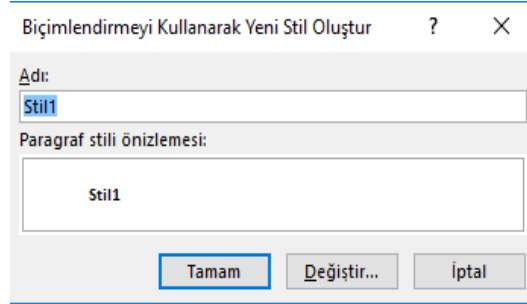 Biçimlendirmeyi Kullanarak Yeni Stil Oluştur ?
Adı:
Stil1
Paragraf stili önizlemesi:
Stil1
Tamam Değiştir... İptal